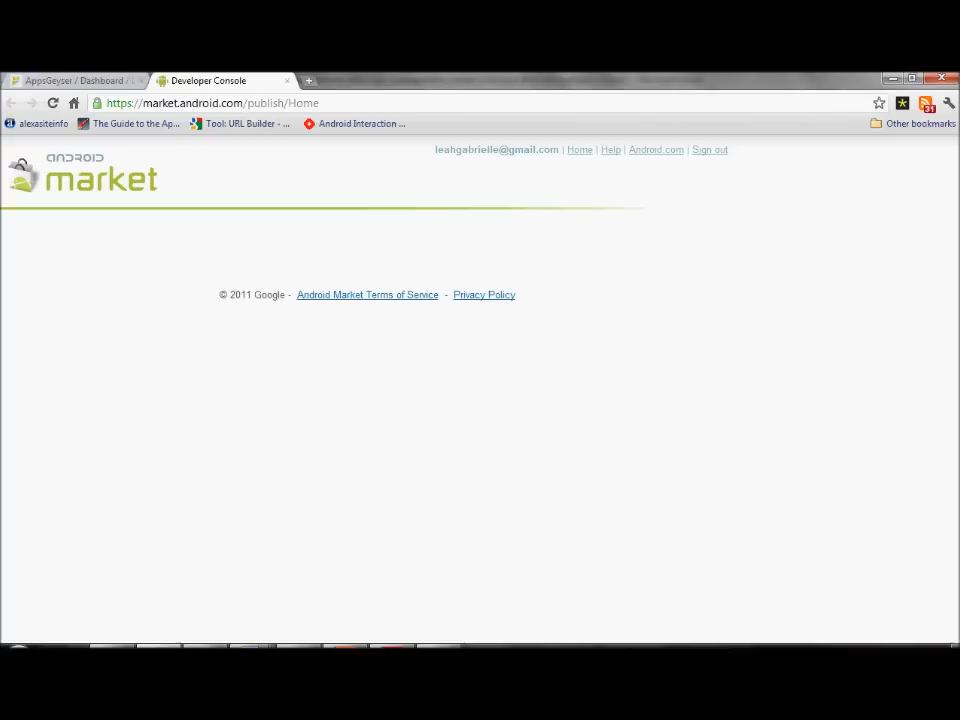 AppsGeyser / Dashboard /
Developer Console
https://market.android.com/publish/Home
alexasiteinfo
The Guide to the Ap...
Tool: URL Builder - ...
Android Interaction ...
Other bookmarks
31
leahgabrielle@gmail.com | Home | Help | Android.com | Sign out
android
market
© 2011 Google - Android Market Terms of Service - Privacy Policy